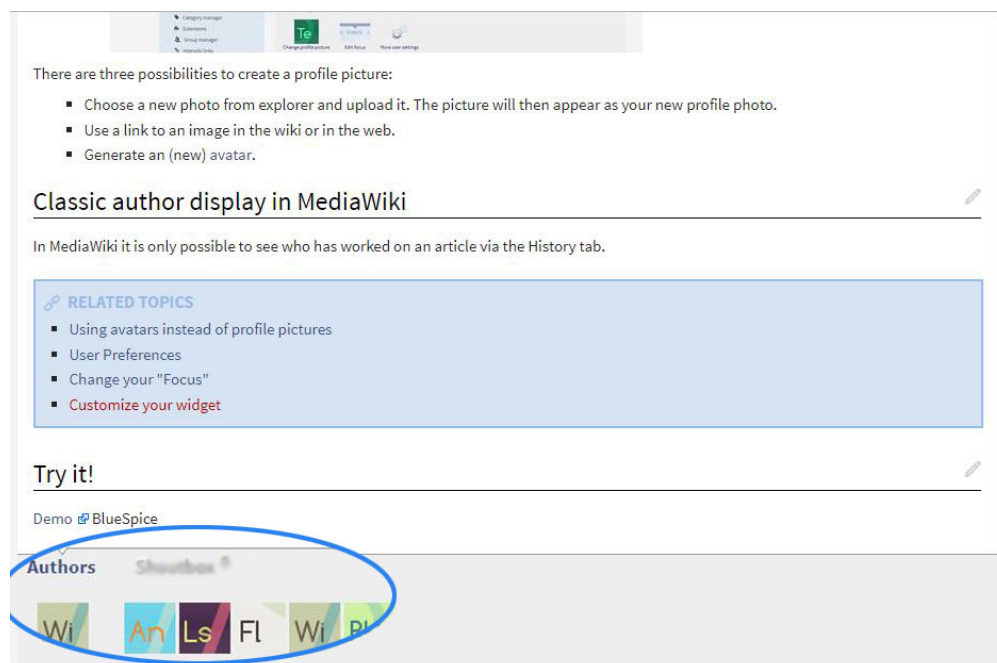 Category manager
Extensions
Group manager
Interwiki links
Te
Change profile picture
Edit focus
More user settings
There are three possibilities to create a profile picture:
Choose a new photo from explorer and upload it. The picture will then appear as your new profile photo.
Use a link to an image in the wiki or in the web.
Generate an (new) avatar.
Classic author display in MediaWiki
In MediaWiki it is only possible to see who has worked on an article via the History tab.
RELATED TOPICS
Using avatars instead of profile pictures
User Preferences
Change your "Focus"
Customize your widget
Try it!
Demo BlueSpice
Authors Shoutbox
Wi An Ls Fl Wi